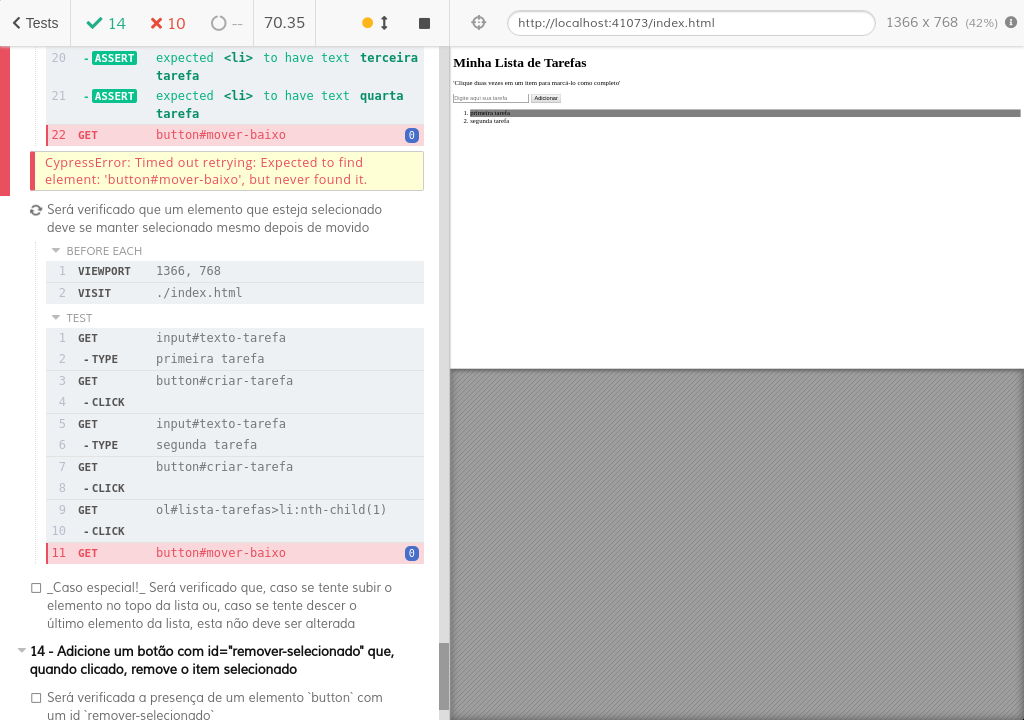 Tests
14
10
--
70.35
http://localhost:41073/index.html
1366 x 768 (42%)
20 -ASSERT expected <li> to have text terceira
tarefa
21 -ASSERT expected <li> to have text quarta
tarefa
22 GET button#mover-baixo 0
CypressError: Timed out retrying: Expected to find
element: 'button#mover-baixo', but never found it.
Será verificado que um elemento que esteja selecionado
deve se manter selecionado mesmo depois de movido
BEFORE EACH
1 VIEWPORT 1366, 768
2 VISIT ./index.html
TEST
1 GET input#texto-tarefa
2 -TYPE primeira tarefa
3 GET button#criar-tarefa
4 -CLICK
5 GET input#texto-tarefa
6 -TYPE segunda tarefa
7 GET button#criar-tarefa
8 -CLICK
9 GET ol#lista-tarefas>li:nth-child(1)
10 -CLICK
11 GET button#mover-baixo 0
_Caso especial!_ Será verificado que, caso se tente subir o
elemento no topo da lista ou, caso se tente descer o
último elemento da lista, esta não deve ser alterada
14 - Adicione um botão com id="remover-selecionado" que,
quando clicado, remove o item selecionado
Será verificada a presença de um elemento `button` com
um id `remover-selecionado`
Minha Lista de Tarefas
'Clique duas vezes em um item para marcá-lo como completo'
Digite aqui sua tarefa Adicionar
1. primeira tarefa
2. segunda tarefa